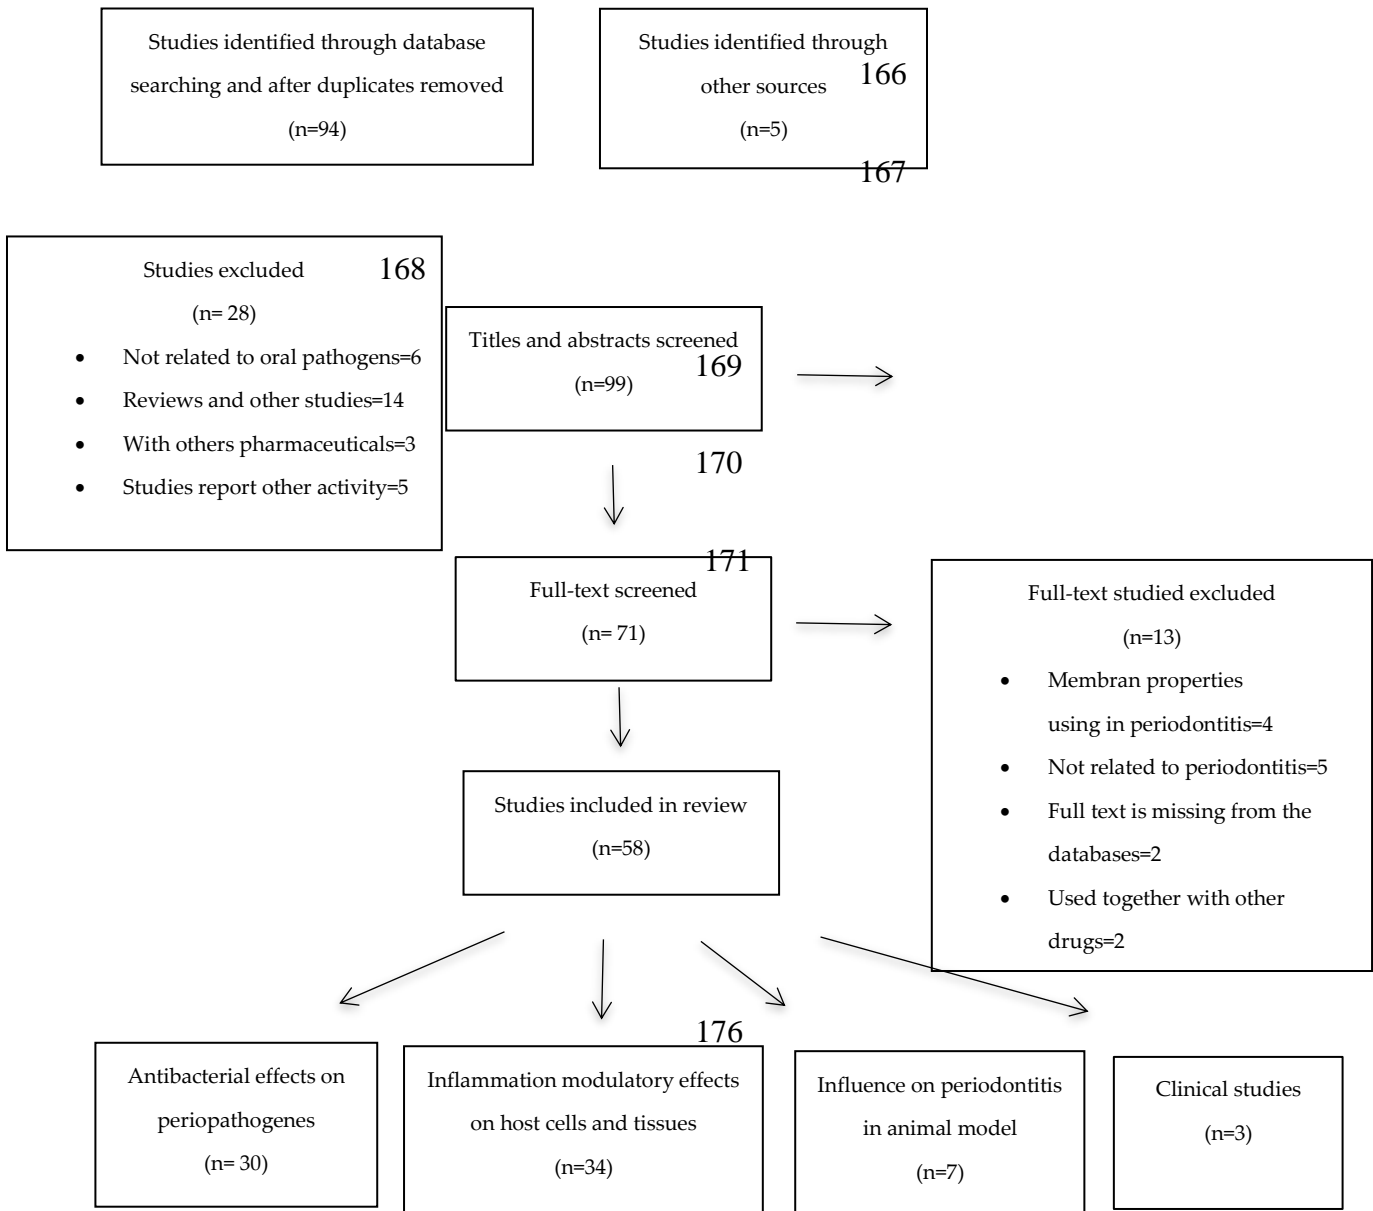 Studies identified through database
searching and after duplicates removed
(n=94)
Studies identified through
other sources
(n=5)
166
167
Studies excluded
(n= 28)
• Not related to oral pathogens=6
• Reviews and other studies=14
• With others pharmaceuticals=3
• Studies report other activity=5
168
Titles and abstracts screened
(n=99)
169
170
171
Full-text screened
(n= 71)
Full-text studied excluded
(n=13)
• Membran properties
using in periodontitis=4
• Not related to periodontitis=5
• Full text is missing from the
databases=2
• Used together with other
drugs=2
Studies included in review
(n=58)
176
Antibacterial effects on
periopathogenes
(n= 30)
Inflammation modulatory effects
on host cells and tissues
(n=34)
Influence on periodontitis
in animal model
(n=7)
Clinical studies
(n=3)